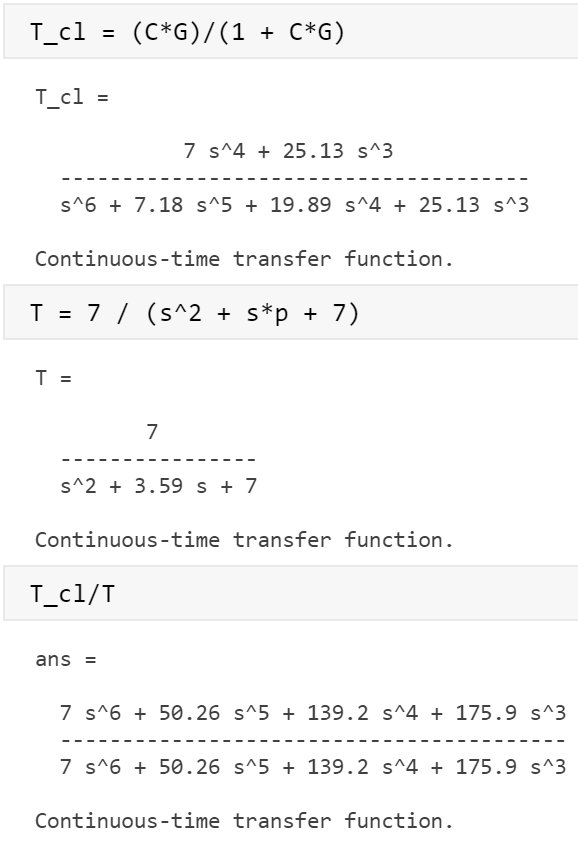 T_cl = (C*G)/(1 + C*G)
T_cl =
7 s^4 + 25.13 s^3
--------------------------------------
s^6 + 7.18 s^5 + 19.89 s^4 + 25.13 s^3
Continuous-time transfer function.
T = 7 / (s^2 + s*p + 7)
T =
7
----------------
s^2 + 3.59 s + 7
Continuous-time transfer function.
T_cl/T
ans =
7 s^6 + 50.26 s^5 + 139.2 s^4 + 175.9 s^3
-----------------------------------------
7 s^6 + 50.26 s^5 + 139.2 s^4 + 175.9 s^3
Continuous-time transfer function.